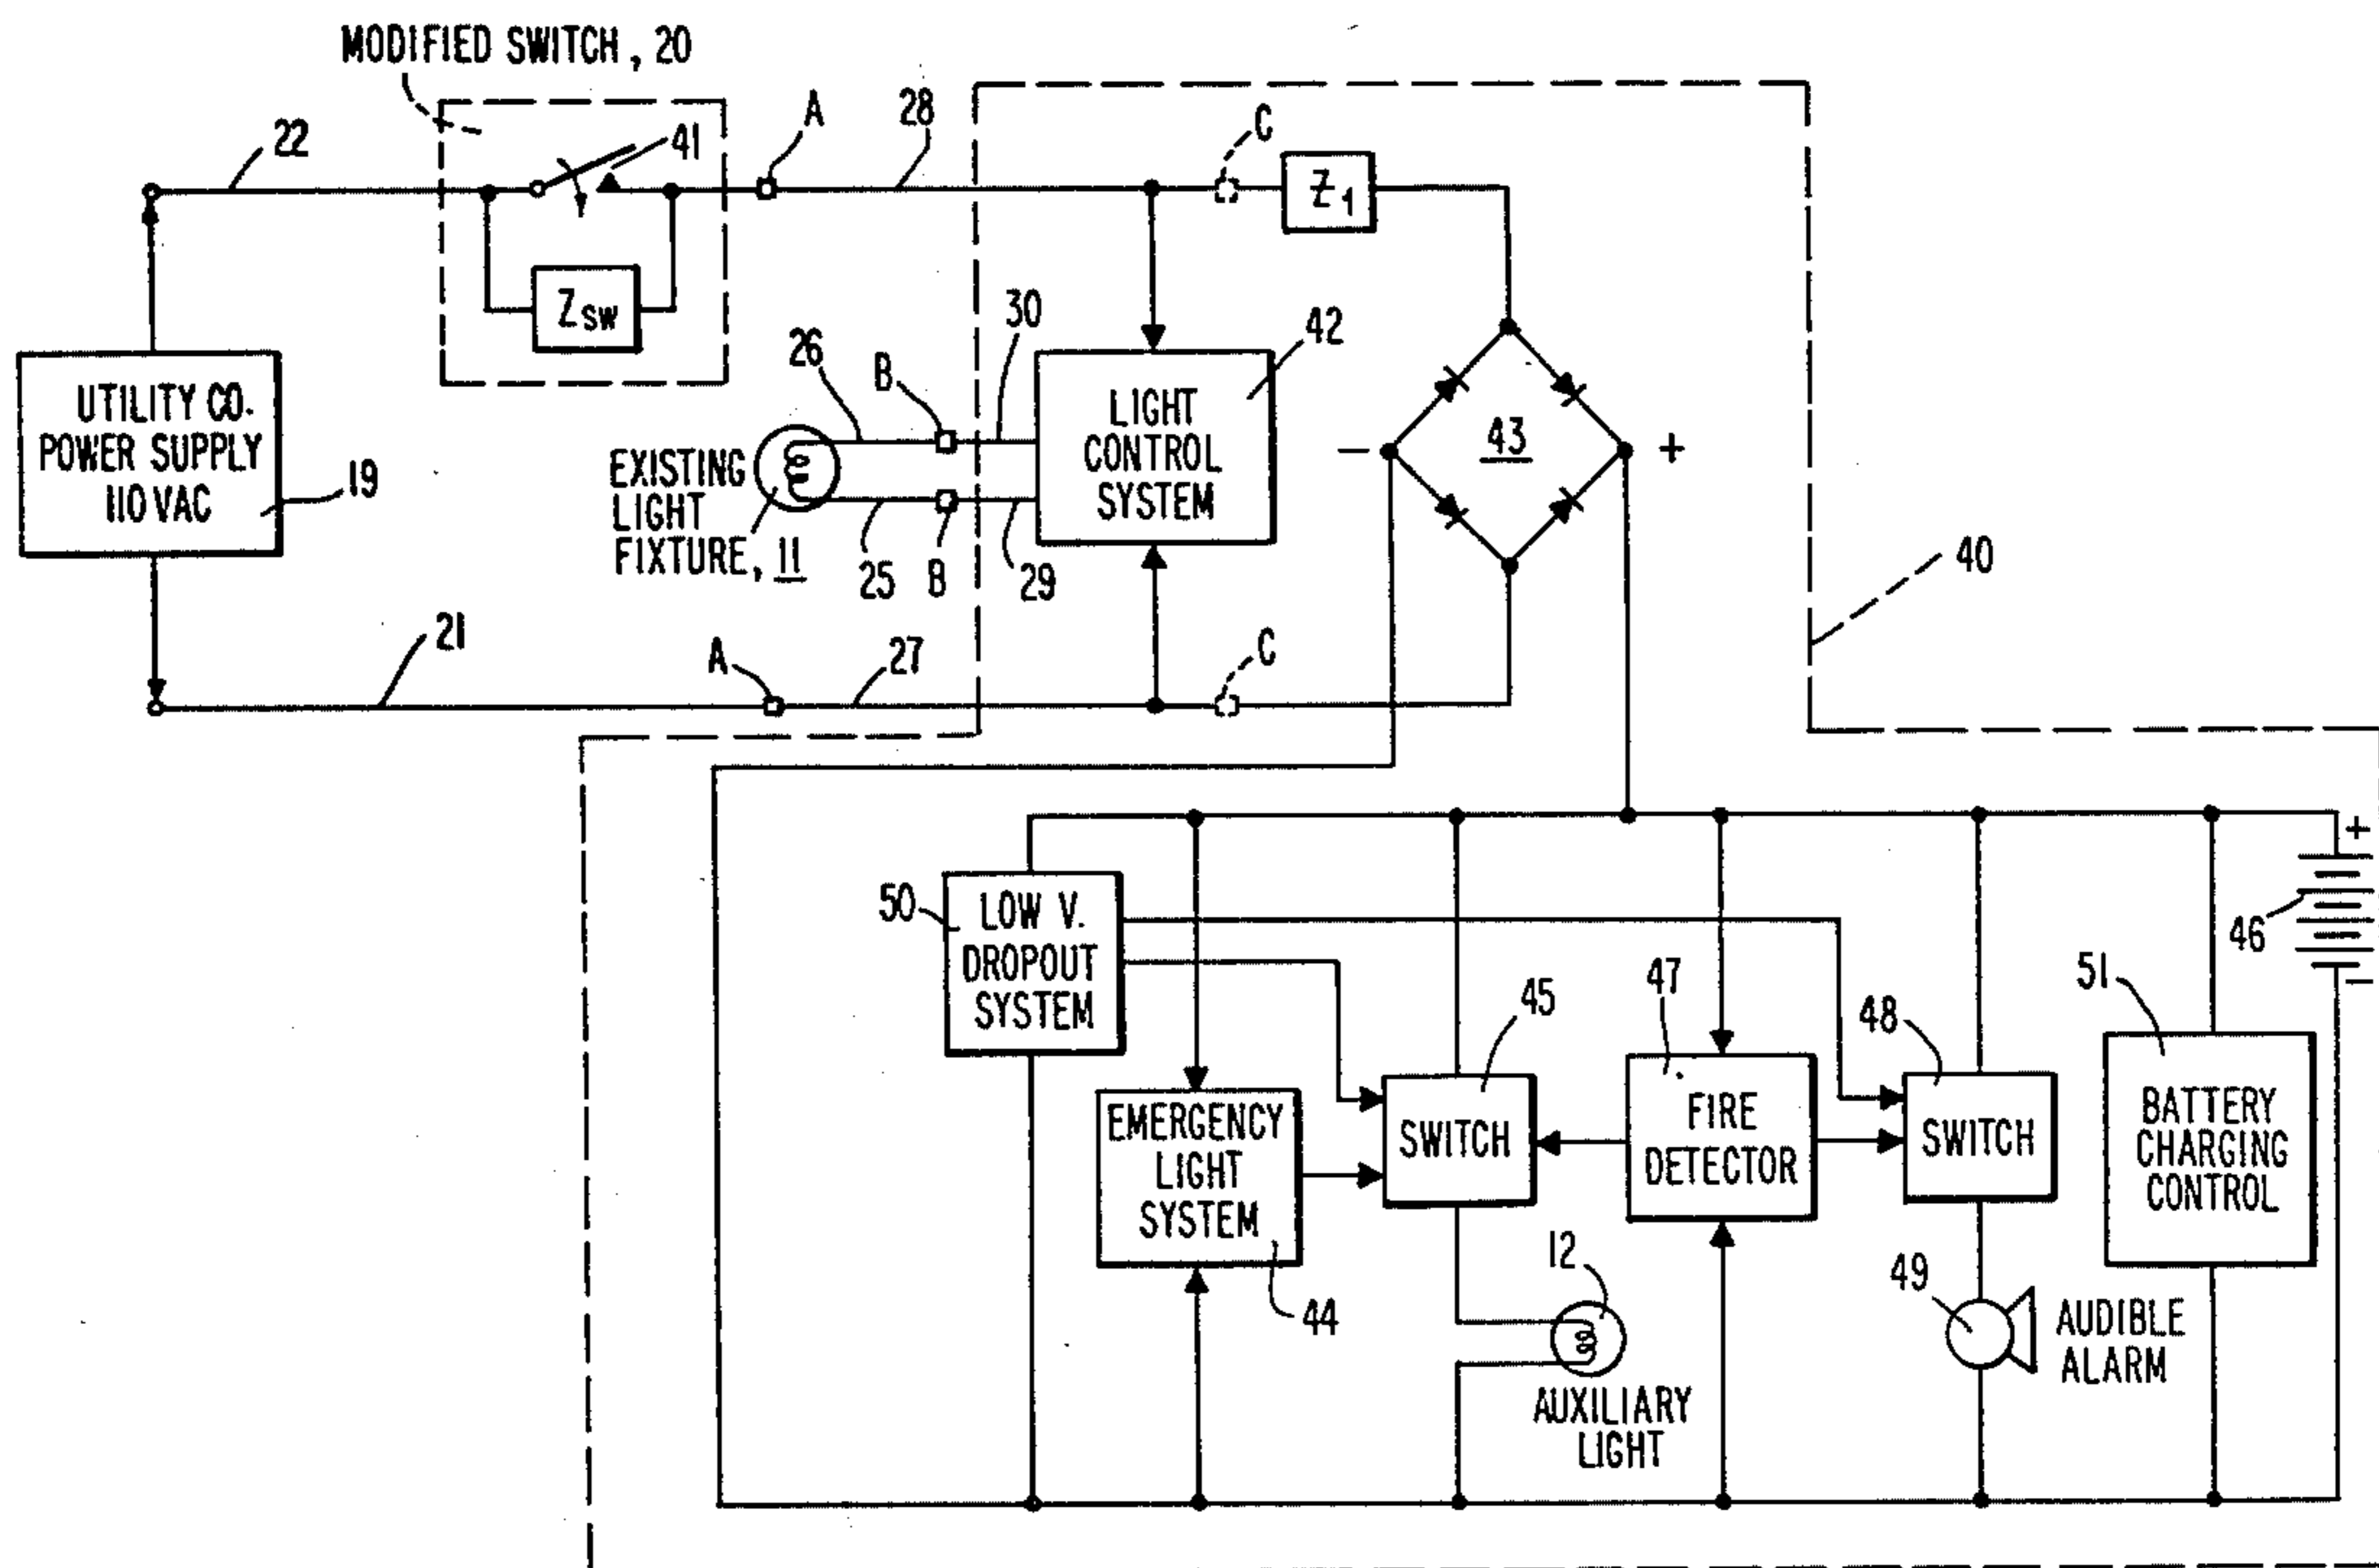 MODIFIED SWITCH, 20
22
41
A
28
C
Z1
ZSW
UTILITY CO.
POWER SUPPLY
110 VAC
19
26
B
30
42
EXISTING
LIGHT
FIXTURE, 11
25
B
29
LIGHT
CONTROL
SYSTEM
−
43
+
40
21
A
27
C
50
LOW V.
DROPOUT
SYSTEM
+
46
−
45
47
48
51
EMERGENCY
LIGHT
SYSTEM
44
SWITCH
FIRE
DETECTOR
SWITCH
BATTERY
CHARGING
CONTROL
12
AUXILIARY
LIGHT
49
AUDIBLE
ALARM